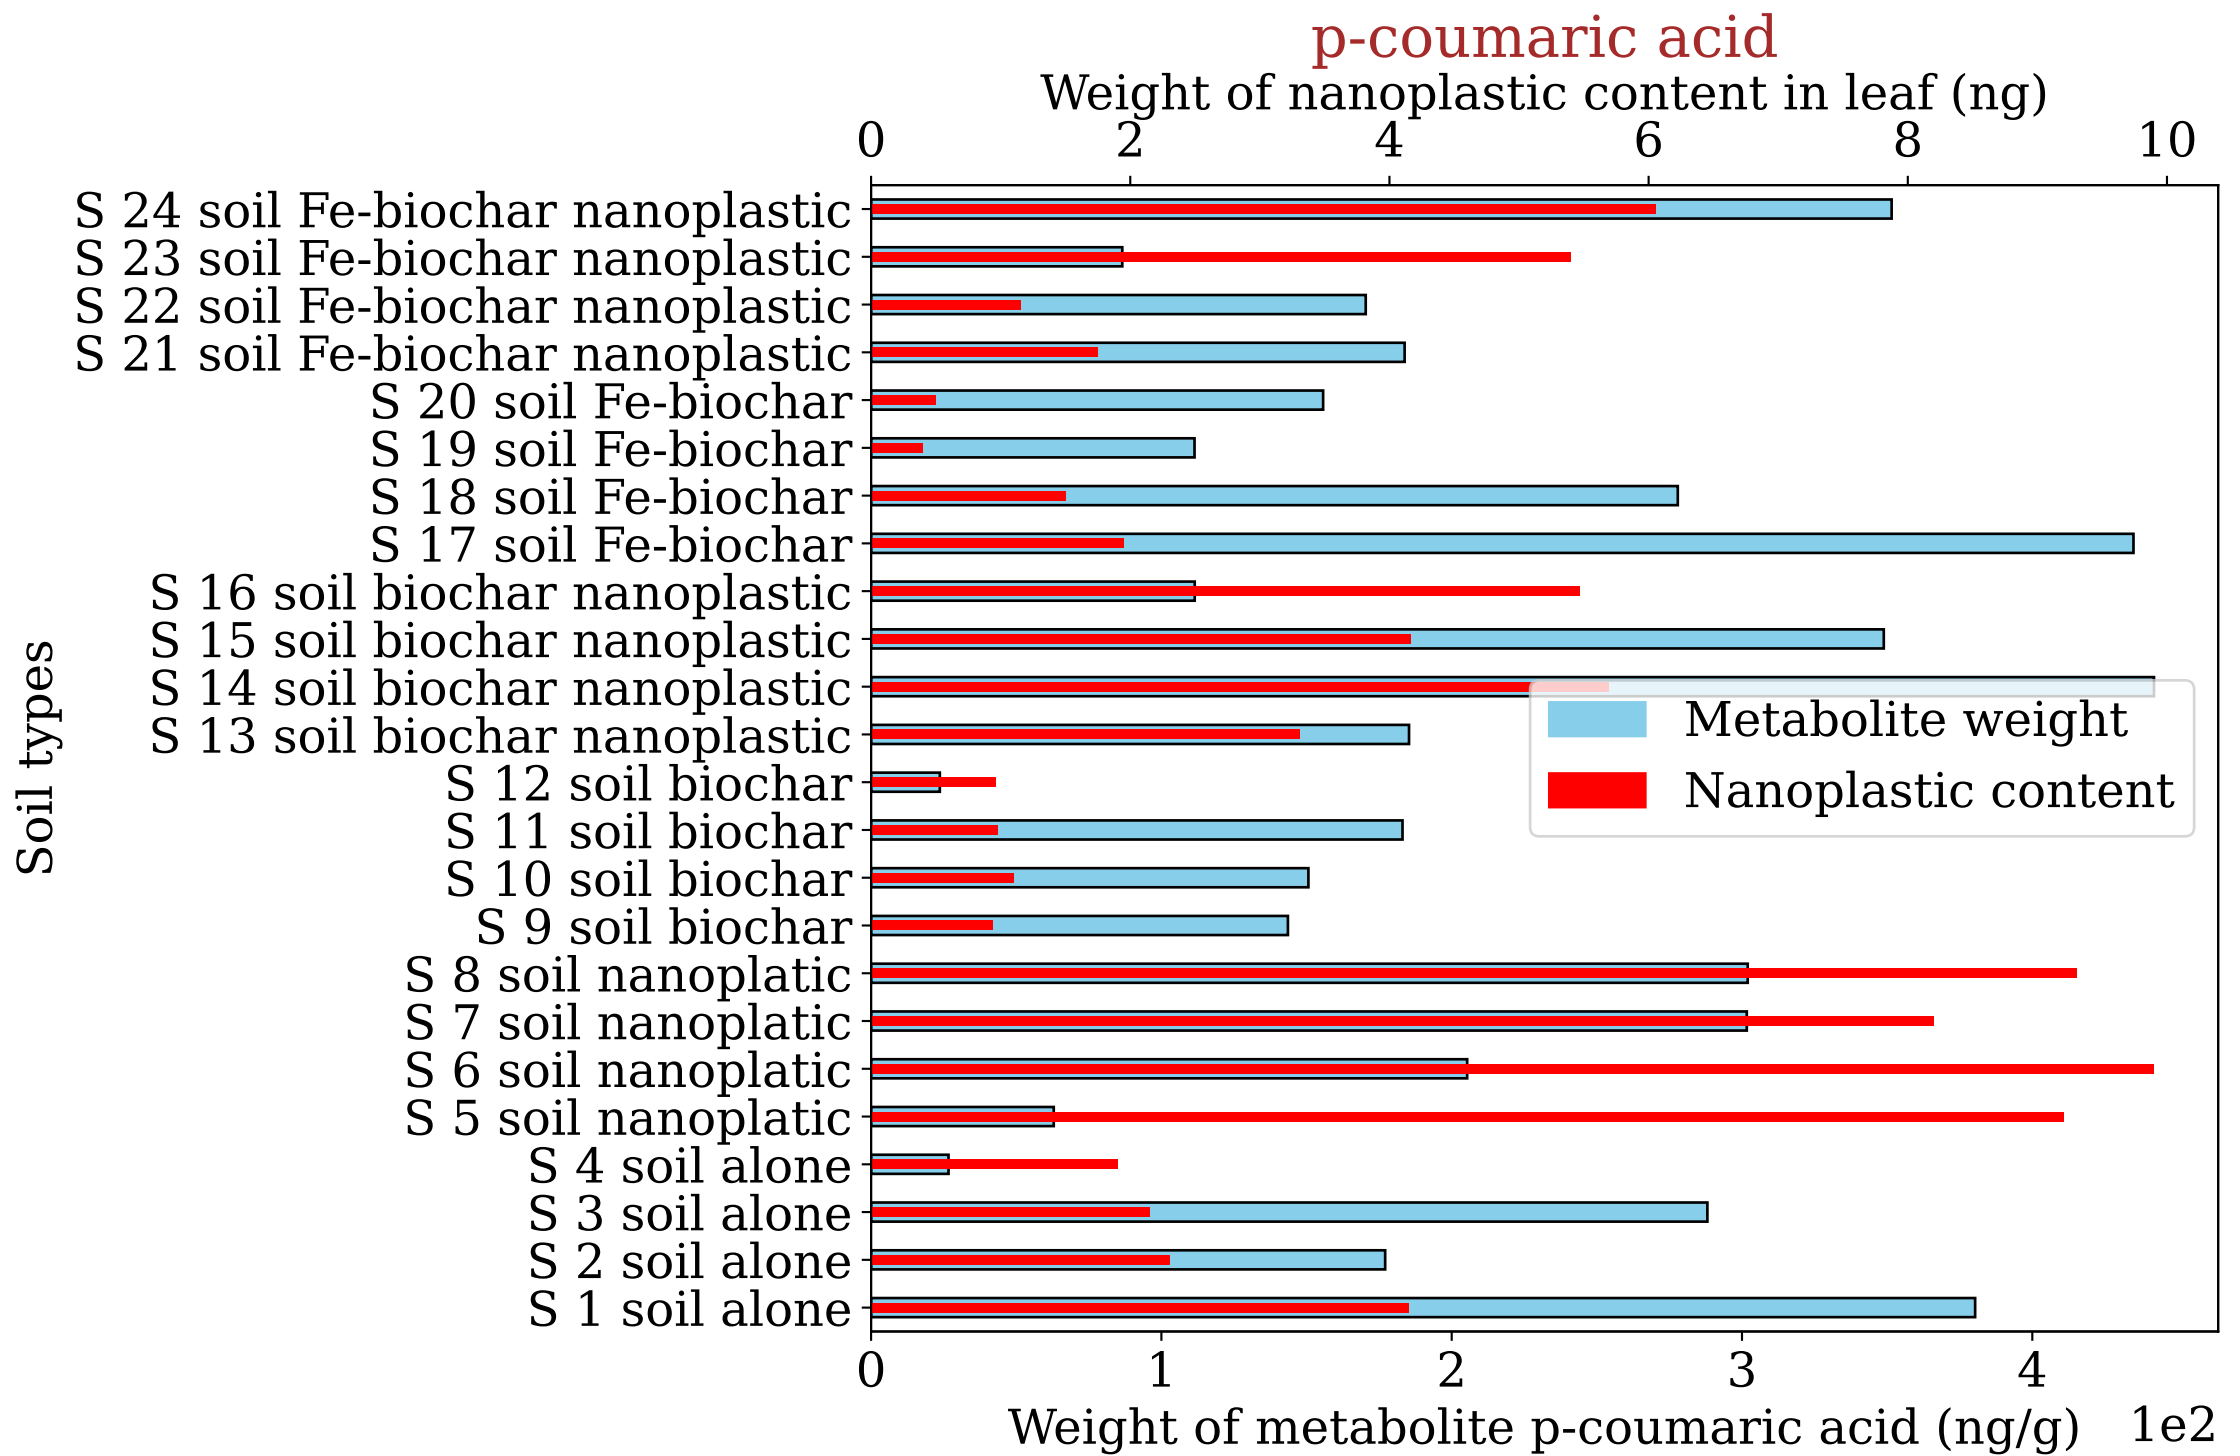 p-coumaric acid
Weight of nanoplastic content in leaf (ng)
0 2 4 6 8 10
S 24 soil Fe-biochar nanoplastic
S 23 soil Fe-biochar nanoplastic
S 22 soil Fe-biochar nanoplastic
S 21 soil Fe-biochar nanoplastic
S 20 soil Fe-biochar
S 19 soil Fe-biochar
S 18 soil Fe-biochar
S 17 soil Fe-biochar
S 16 soil biochar nanoplastic
S 15 soil biochar nanoplastic
S 14 soil biochar nanoplastic
S 13 soil biochar nanoplastic
S 12 soil biochar
S 11 soil biochar
S 10 soil biochar
S 9 soil biochar
S 8 soil nanoplatic
S 7 soil nanoplatic
S 6 soil nanoplatic
S 5 soil nanoplatic
S 4 soil alone
S 3 soil alone
S 2 soil alone
S 1 soil alone
Soil types
Metabolite weight
Nanoplastic content
0 1 2 3 4
Weight of metabolite p-coumaric acid (ng/g) 1e2